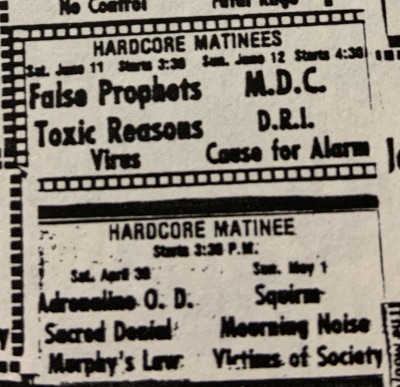 No Control
HARDCORE MATINEES
Sat. June 11 Starts 3:30 Sun. June 12 Starts 4:30
False Prophets M.D.C.
Toxic Reasons D.R.I.
Virus Cause for Alarm
HARDCORE MATINEE
Starts 3:30 P.M.
Sat. April 30 Sun. May 1
Adrenaline O. D. Squirm
Sacred Denial Mourning Noise
Murphy's Law Victims of Society